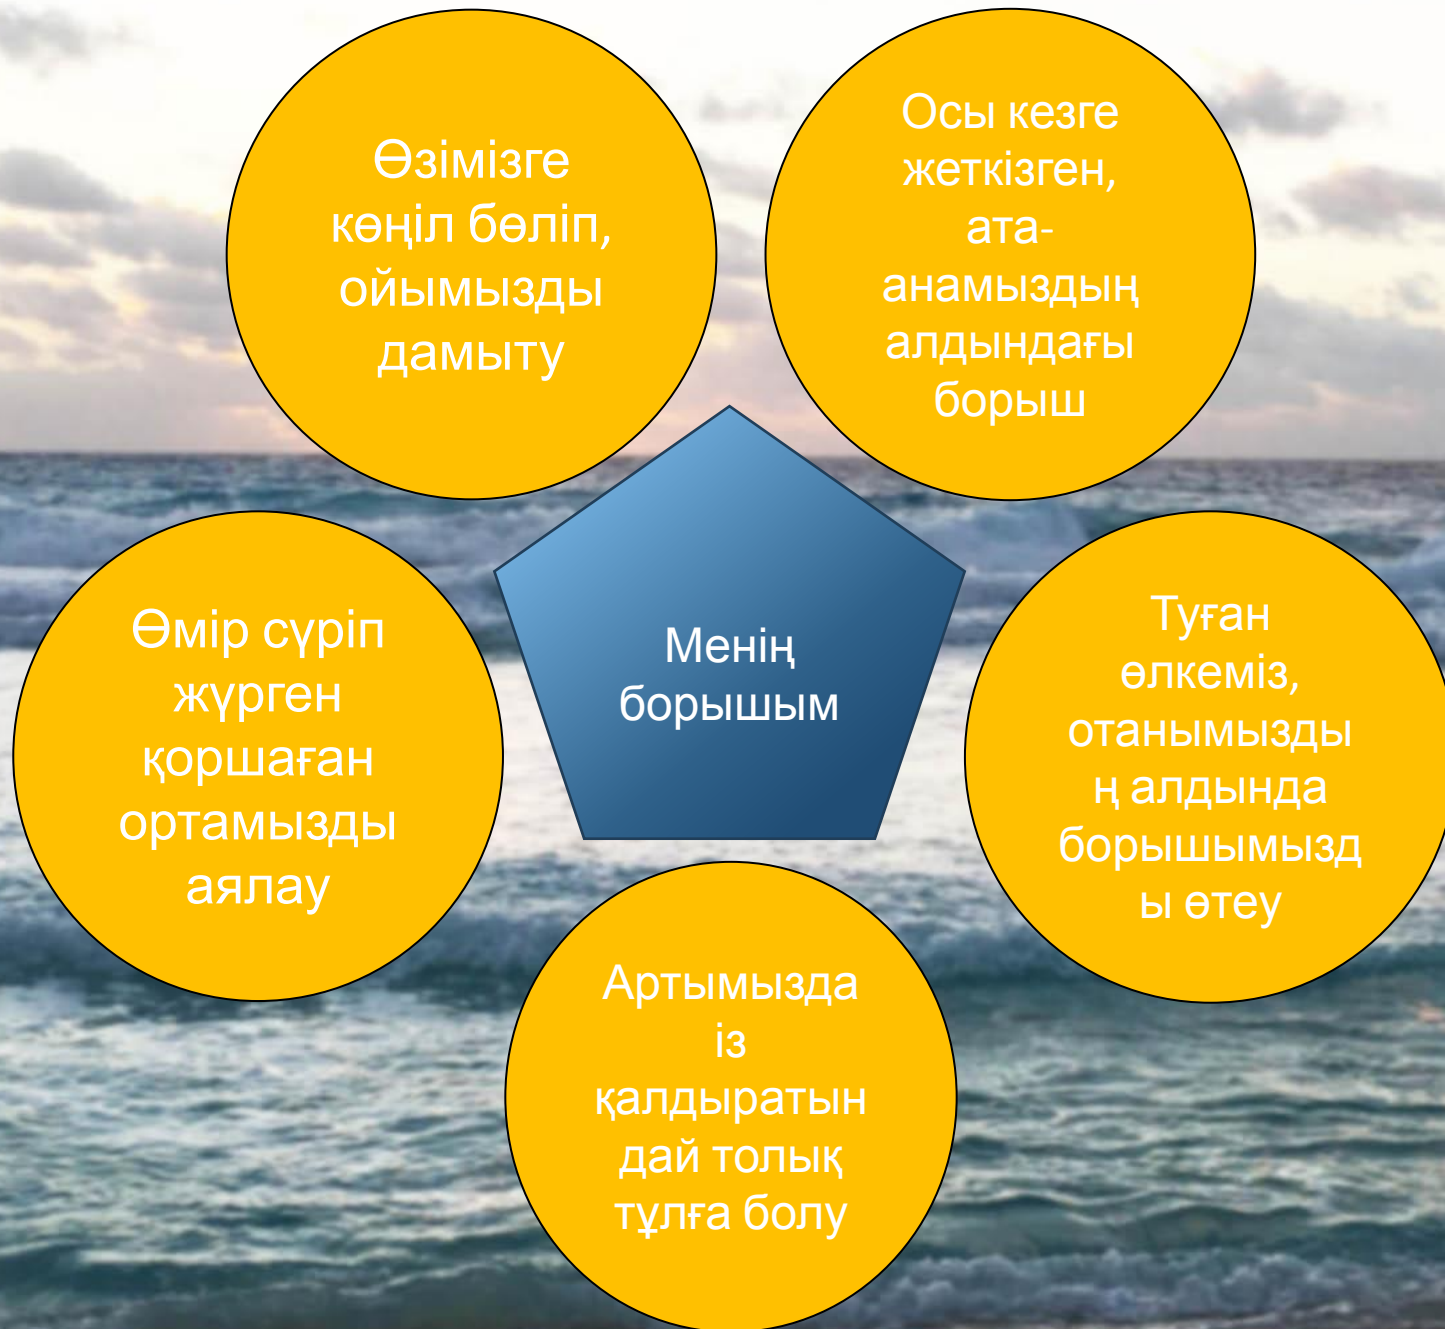 Өзімізге
көңіл бөліп,
ойымызды
дамыту
Осы кезге
жеткізген,
ата-
анамыздың
алдындағы
борыш
Өмір сүріп
жүрген
қоршаған
ортамызды
аялау
Менің
борышым
Туған
өлкеміз,
отанымызды
ң алдында
борышымызд
ы өтеу
Артымызда
із
қалдыратын
дай толық
тұлға болу